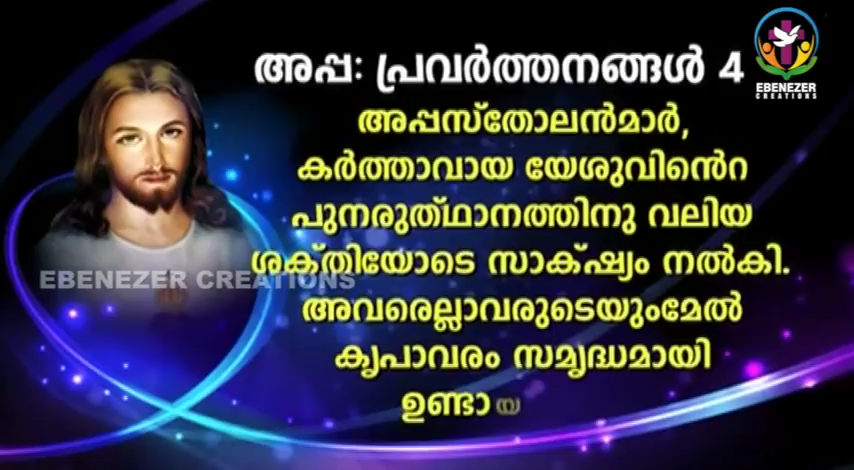 അപ്പ: പ്രവർത്തനങ്ങൾ 4
EBENEZER
CREATIONS
അപ്പസ്തോലൻമാർ,
കർത്താവായ യേശുവിൻെറ
പുനരുത്ഥാനത്തിനു വലിയ
ശക്തിയോടെ സാക്ഷ്യം നൽകി.
EBENEZER CREATIONS
അവരെല്ലാവരുടെയുംമേൽ
കൃപാവരം സമൃദ്ധമായി
ഉണ്ടായ